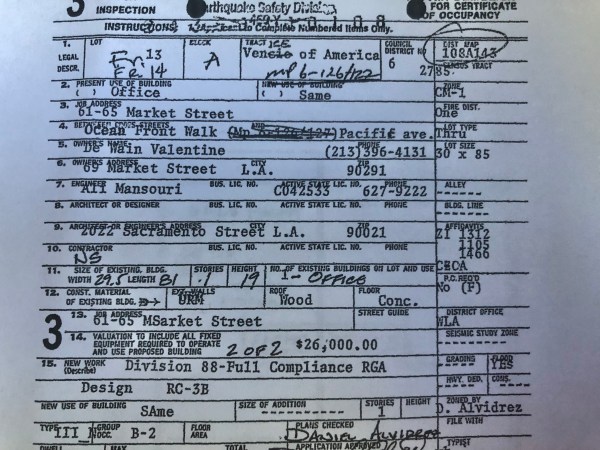 3 INSPECTION Earthquake Safety Division FOR CERTIFICATE OF OCCUPANCY
INSTRUCTIONS: to Complete Numbered Items Only.
1. LEGAL DESCR. LOT Fr. 13 Fr. 14 BLOCK A TRACT Venice of America MP 6-126/122 COUNCIL DISTRICT NO 6 DIST. MAP 108A143
CENSUS TRACT 2785.
2. PRESENT USE OF BUILDING ( ) Office NEW USE OF BUILDING ( ) Same ZONE CM-1
3. JOB ADDRESS 61-65 Market Street FIRE DIST. One
4. BETWEEN CROSS STREETS Ocean Front Walk Pacific ave. LOT TYPE Thru
5. OWNER'S NAME De Wain Valentine PHONE (213)396-4131 LOT SIZE 30 x 85
6. OWNER'S ADDRESS 69 Market Street CITY L.A. ZIP 90291
7. ENGINEER Ali Mansouri BUS. LIC. NO. ACTIVE STATE LIC. NO. C042533 PHONE 627-9222 ALLEY -----
8. ARCHITECT OR DESIGNER BUS. LIC. NO. ACTIVE STATE LIC. NO. PHONE BLDG. LINE -----
9. ARCHITECT OR ENGINEER'S ADDRESS 2022 Sacramento Street CITY L.A. ZIP 90021 AFFIDAVITS ZI 1312
1105
1466
10. CONTRACTOR NS BUS. LIC. NO. ACTIVE STATE LIC. NO. PHONE
11. SIZE OF EXISTING BLDG. WIDTH 29.5 LENGTH 81 STORIES 1 HEIGHT 19 NO. OF EXISTING BUILDINGS ON LOT AND USE 1- OFFICE P.C. REQ'D No (F)
12. CONST. MATERIAL OF EXISTING BLDG. EXT. WALLS URM ROOF Wood FLOOR Conc.
3 13. JOB ADDRESS 61-65 MSarket Street STREET GUIDE DISTRICT OFFICE WLA
14. VALUATION TO INCLUDE ALL FIXED EQUIPMENT REQUIRED TO OPERATE AND USE PROPOSED BUILDING 2 OF 2 $26,000.00 SEISMIC STUDY ZONE -----
15. NEW WORK (Describe) Division 88-Full Compliance RGA GRADING ----- FLOOD YES
Design RC-3B HWY. DED. ----- CONS. -----
NEW USE OF BUILDING SAme SIZE OF ADDITION ----- STORIES 1 HEIGHT ZONED BY D. Alvidrez
TYPE III N GROUP OCC. B-2 FLOOR AREA PLANS CHECKED DANIEL ALVIDREZ FILE WITH -----
DWELL MAX. TOTAL APPLICATION APPROVED TYPIST